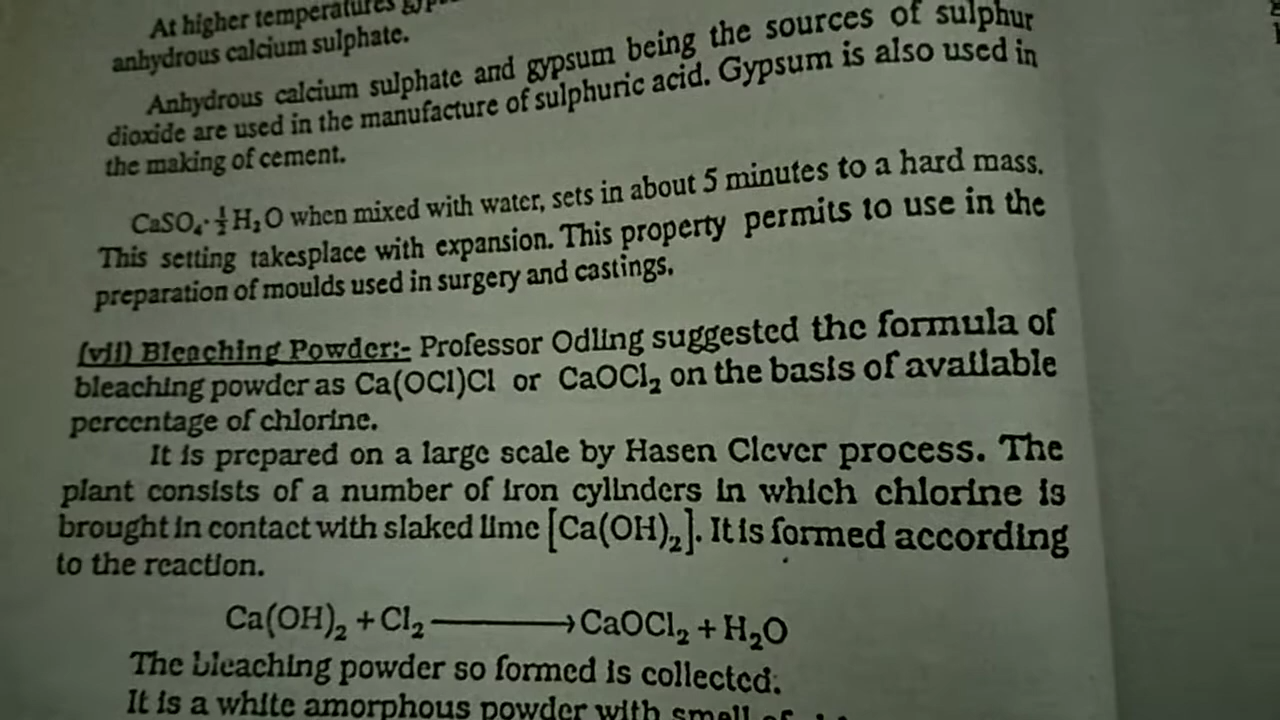 At higher temperatures
anhydrous calcium sulphate.
Anhydrous calcium sulphate and gypsum being the sources of sulphur
dioxide are used in the manufacture of sulphuric acid. Gypsum is also used in
the making of cement.
CaSO₄·½H₂O when mixed with water, sets in about 5 minutes to a hard mass.
This setting takesplace with expansion. This property permits to use in the
preparation of moulds used in surgery and castings.
(vii) Bleaching Powder:- Professor Odling suggested the formula of
bleaching powder as Ca(OCl)Cl or CaOCl₂ on the basis of available
percentage of chlorine.
It is prepared on a large scale by Hasen Clever process. The
plant consists of a number of iron cylinders in which chlorine is
brought in contact with slaked lime [Ca(OH)₂]. It is formed according
to the reaction.
Ca(OH)₂ + Cl₂ ⟶ CaOCl₂ + H₂O
The bleaching powder so formed is collected.
It is a white amorphous powder with smell of